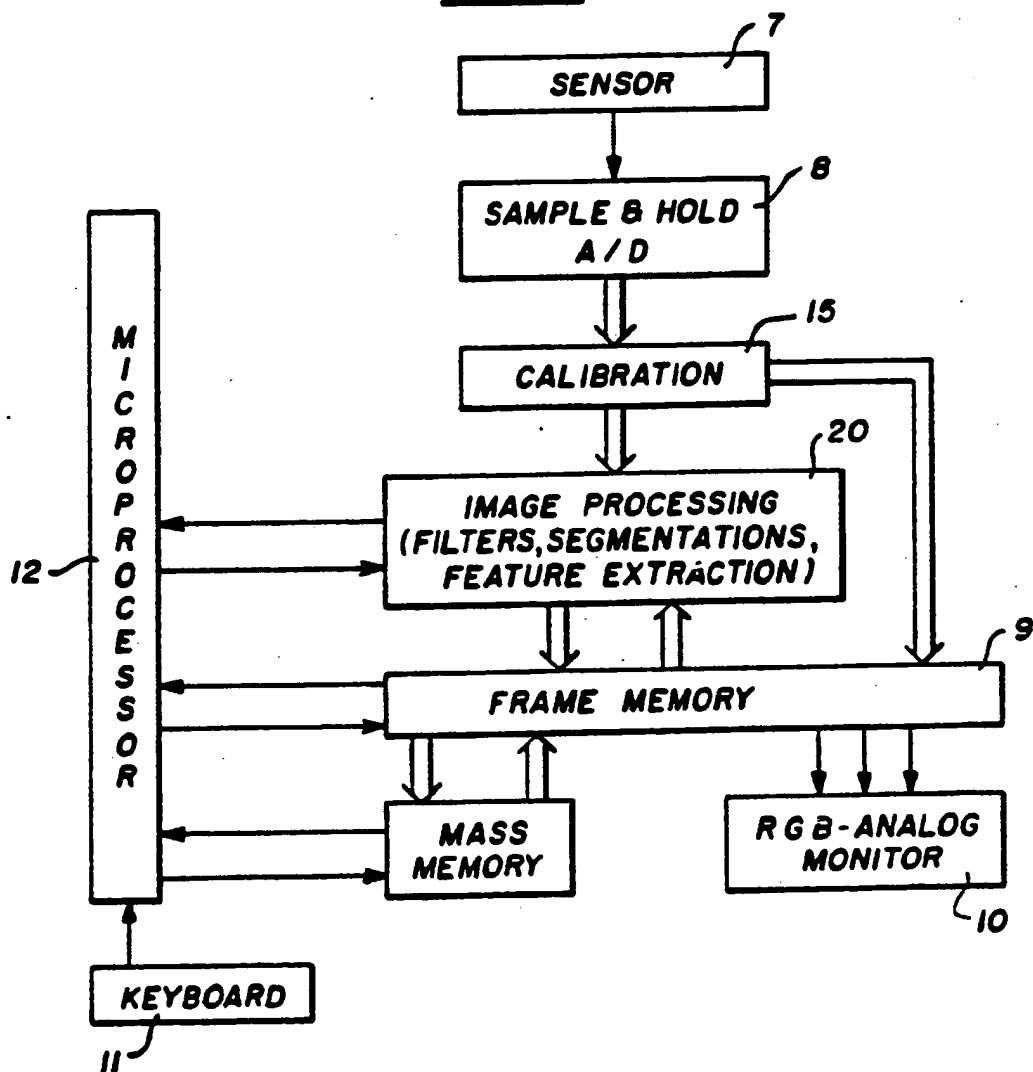 7
SENSOR
8
SAMPLE & HOLD
A/D
15
CALIBRATION
20
IMAGE PROCESSING
(FILTERS,SEGMENTATIONS,
FEATURE EXTRACTION)
MICROPROCESSOR
12
9
FRAME MEMORY
MASS
MEMORY
RGB-ANALOG
MONITOR
10
KEYBOARD
11